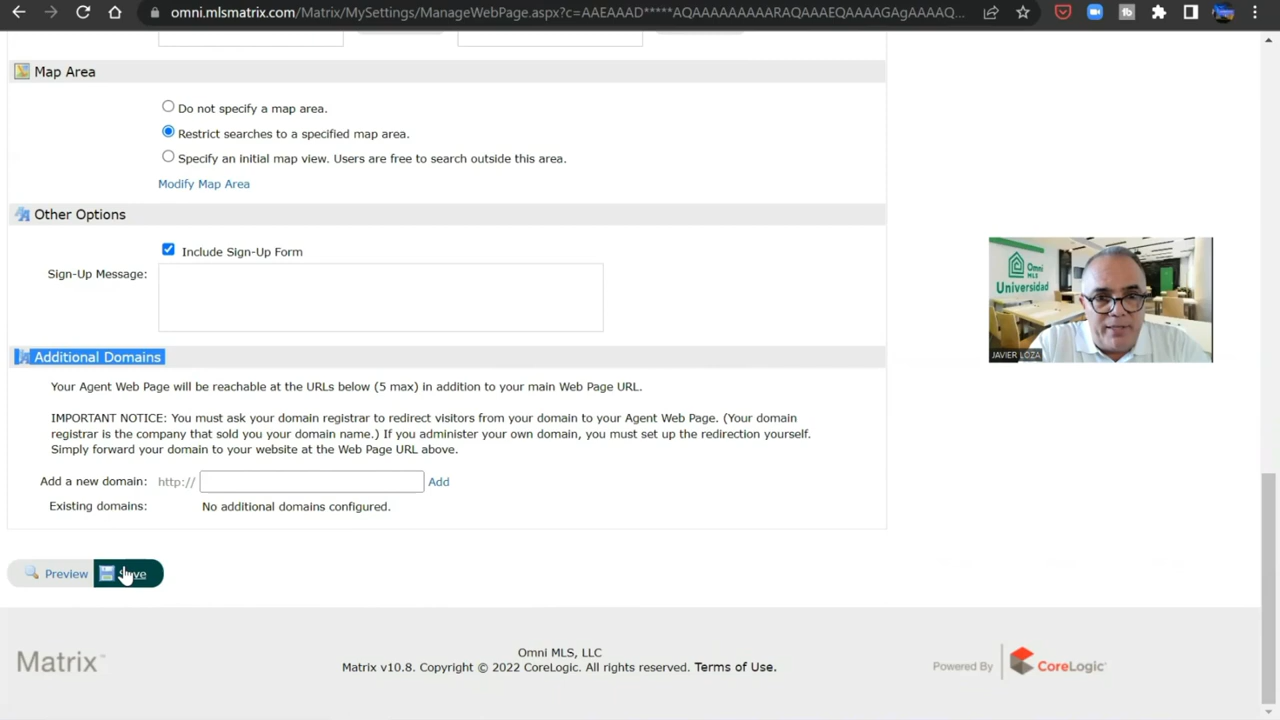 omni.mlsmatrix.com/Matrix/MySettings/ManageWebPage.aspx?c=AAEAAAD*****AQAAAAAAAAARAQAAEQAAAAGAgAAAAQ...
Map Area
Do not specify a map area.
Restrict searches to a specified map area.
Specify an initial map view. Users are free to search outside this area.
Modify Map Area
Other Options
Include Sign-Up Form
Sign-Up Message:
Omni
MLS
Universidad
JAVIER LOZA
Additional Domains
Your Agent Web Page will be reachable at the URLs below (5 max) in addition to your main Web Page URL.
IMPORTANT NOTICE: You must ask your domain registrar to redirect visitors from your domain to your Agent Web Page. (Your domain
registrar is the company that sold you your domain name.) If you administer your own domain, you must set up the redirection yourself.
Simply forward your domain to your website at the Web Page URL above.
Add a new domain: http:// Add
Existing domains: No additional domains configured.
Preview Save
Matrix™
Omni MLS, LLC
Matrix v10.8. Copyright © 2022 CoreLogic. All rights reserved. Terms of Use.
Powered By CoreLogic